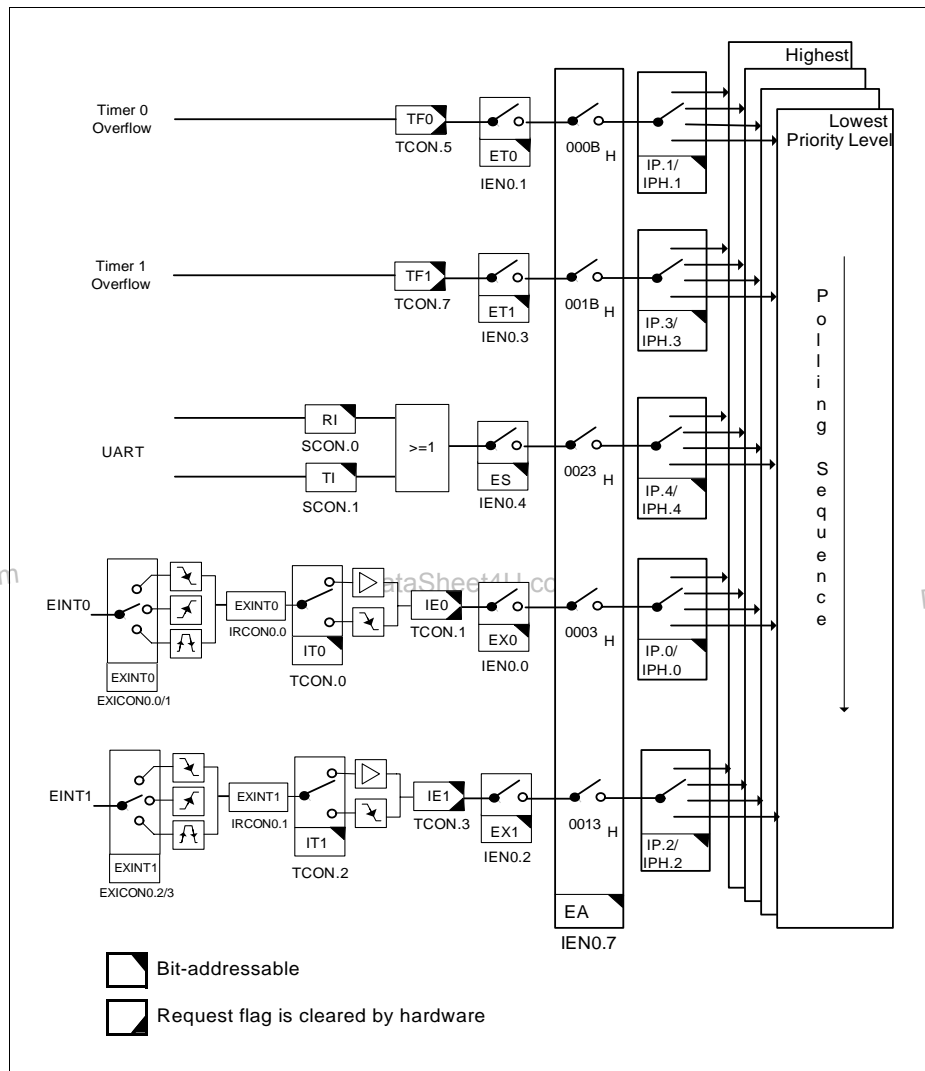 Highest
Lowest
Priority Level
Timer 0
Overflow
TF0
TCON.5
ET0
IEN0.1
000B H
IP.1/
IPH.1
Timer 1
Overflow
TF1
TCON.7
ET1
IEN0.3
001B H
IP.3/
IPH.3
Polling Sequence
UART
RI
SCON.0
TI
SCON.1
>=1
ES
IEN0.4
0023 H
IP.4/
IPH.4
EINT0
EXINT0
EXICON0.0/1
EXINT0
IRCON0.0
IT0
TCON.0
IE0
TCON.1
EX0
IEN0.0
0003 H
IP.0/
IPH.0
ataSheet4U.co
m
EINT1
EXINT1
EXICON0.2/3
EXINT1
IRCON0.1
IT1
TCON.2
IE1
TCON.3
EX1
IEN0.2
0013 H
IP.2/
IPH.2
EA
IEN0.7
Bit-addressable
Request flag is cleared by hardware